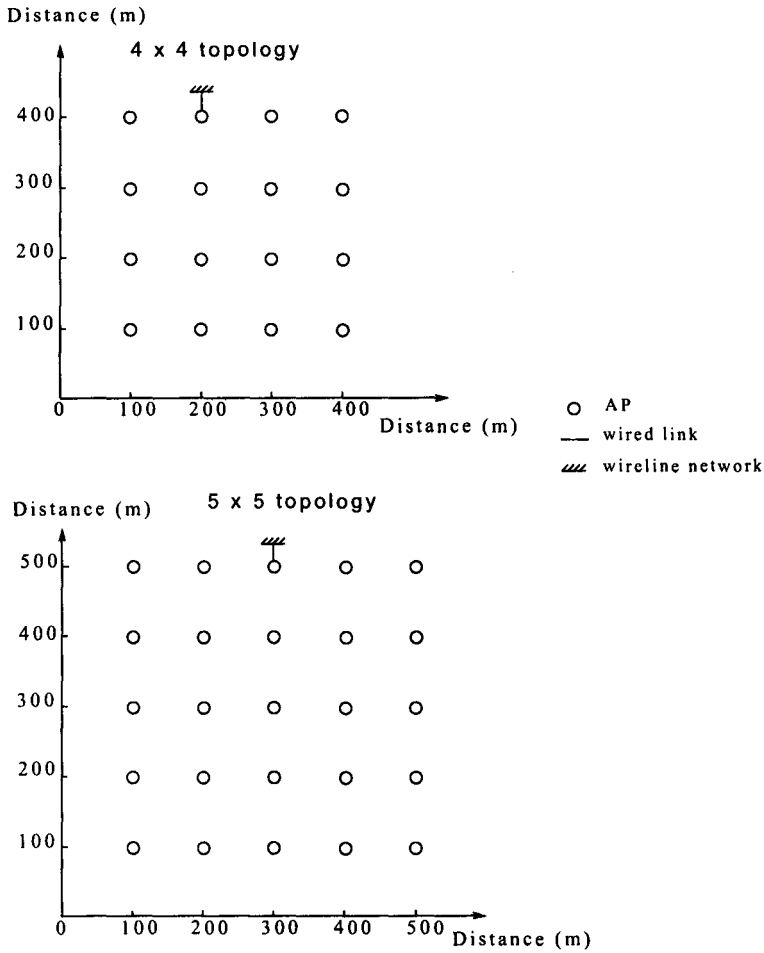 Distance (m)
4 x 4 topology
400
300
200
100
0 100 200 300 400
Distance (m)
AP
wired link
wireline network
Distance (m)
5 x 5 topology
500
400
300
200
100
0 100 200 300 400 500
Distance (m)